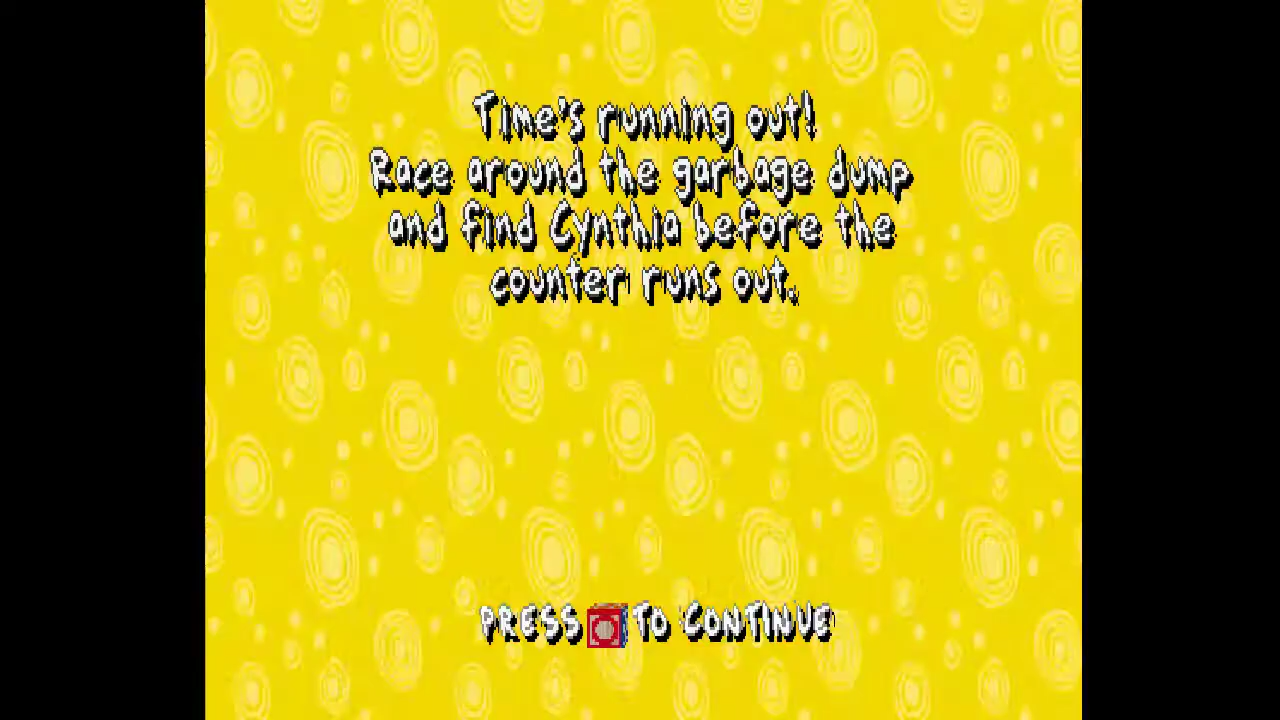 Time's running out!
Race around the garbage dump
and find Cynthia before the
counter runs out.
PRESS TO CONTINUE